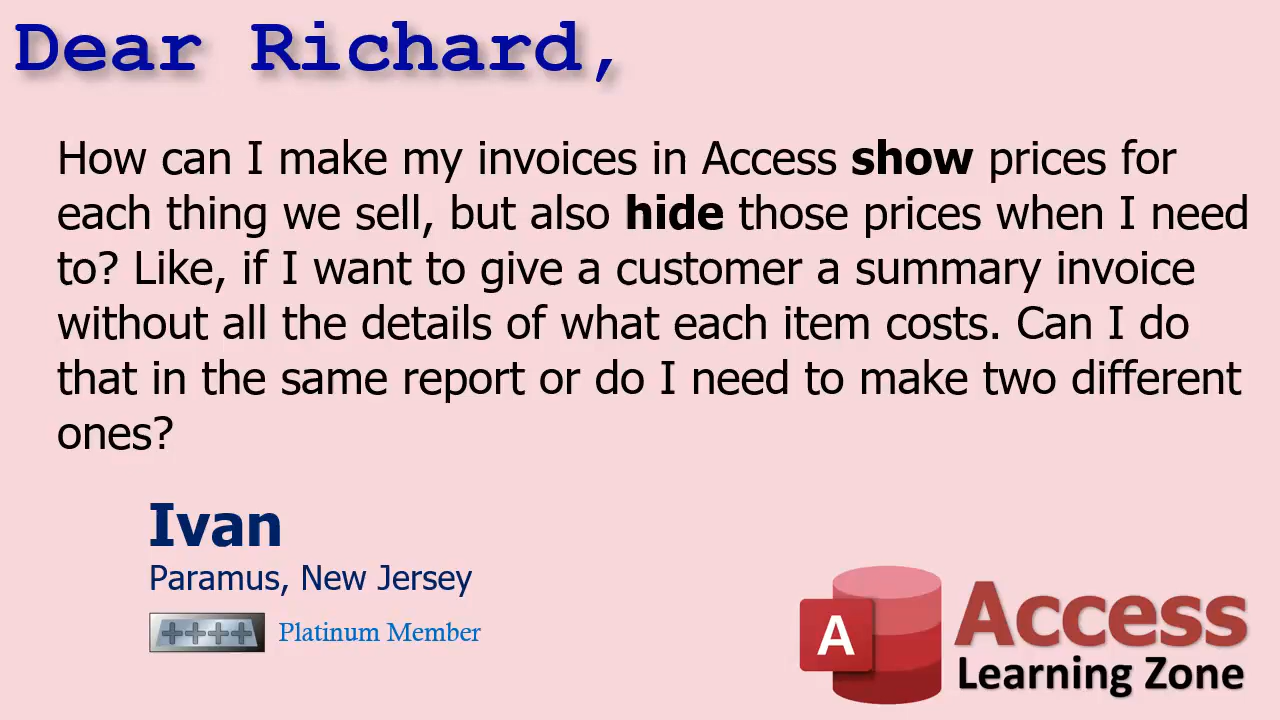 Dear Richard,
How can I make my invoices in Access show prices for
each thing we sell, but also hide those prices when I need
to? Like, if I want to give a customer a summary invoice
without all the details of what each item costs. Can I do
that in the same report or do I need to make two different
ones?
Ivan
Paramus, New Jersey
++++ Platinum Member
A Access
Learning Zone